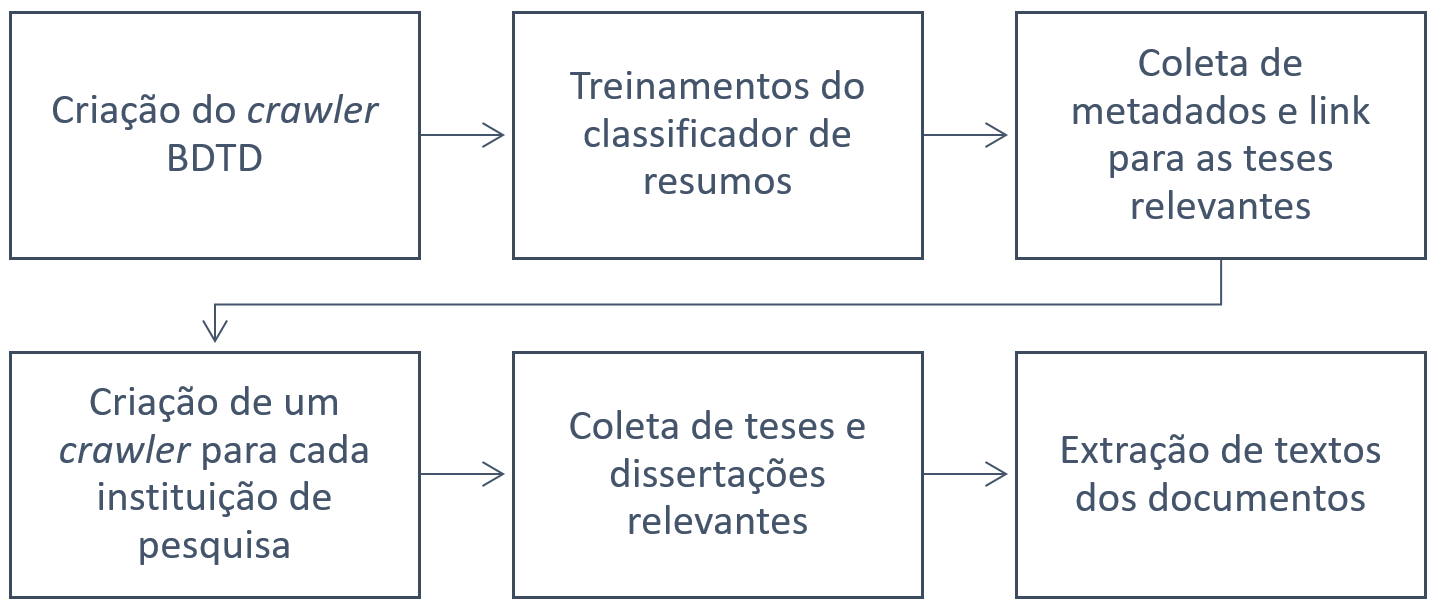 Criação do crawler
BDTD
Treinamentos do
classificador de
resumos
Coleta de
metadados e link
para as teses
relevantes
Criação de um
crawler para cada
instituição de
pesquisa
Coleta de teses e
dissertações
relevantes
Extração de textos
dos documentos